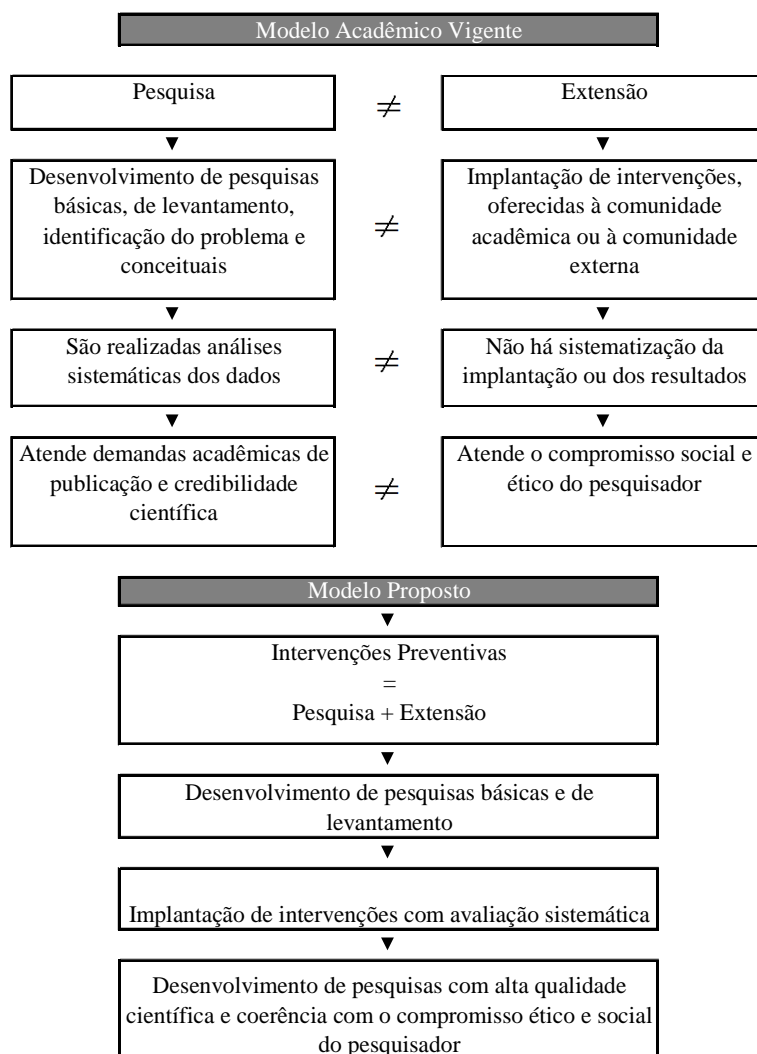 Modelo Acadêmico Vigente
Pesquisa
≠
Extensão
Desenvolvimento de pesquisas
básicas, de levantamento,
identificação do problema e
conceituais
≠
Implantação de intervenções,
oferecidas à comunidade
acadêmica ou à comunidade
externa
São realizadas análises
sistemáticas dos dados
≠
Não há sistematização da
implantação ou dos resultados
Atende demandas acadêmicas de
publicação e credibilidade
científica
≠
Atende o compromisso social e
ético do pesquisador
Modelo Proposto
Intervenções Preventivas
=
Pesquisa + Extensão
Desenvolvimento de pesquisas básicas e de
levantamento
Implantação de intervenções com avaliação sistemática
Desenvolvimento de pesquisas com alta qualidade
científica e coerência com o compromisso ético e social
do pesquisador